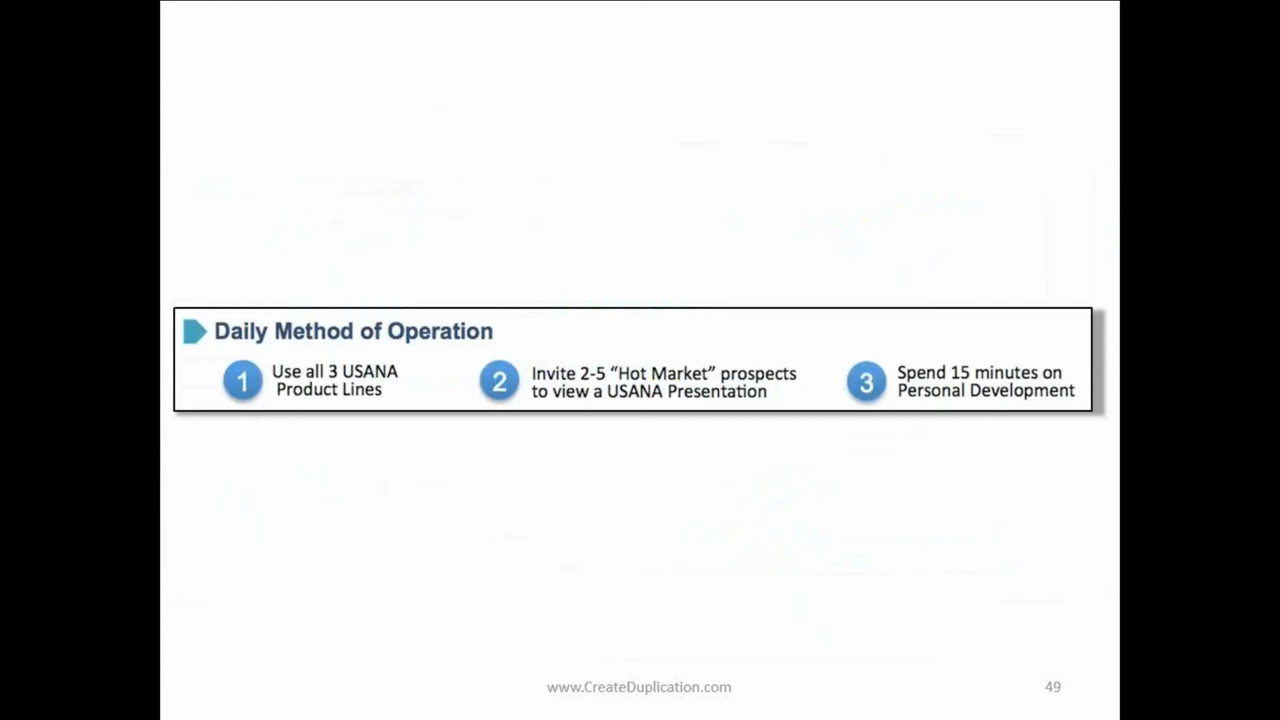 Daily Method of Operation
1 Use all 3 USANA
Product Lines
2 Invite 2-5 “Hot Market” prospects
to view a USANA Presentation
3 Spend 15 minutes on
Personal Development
www.CreateDuplication.com 49